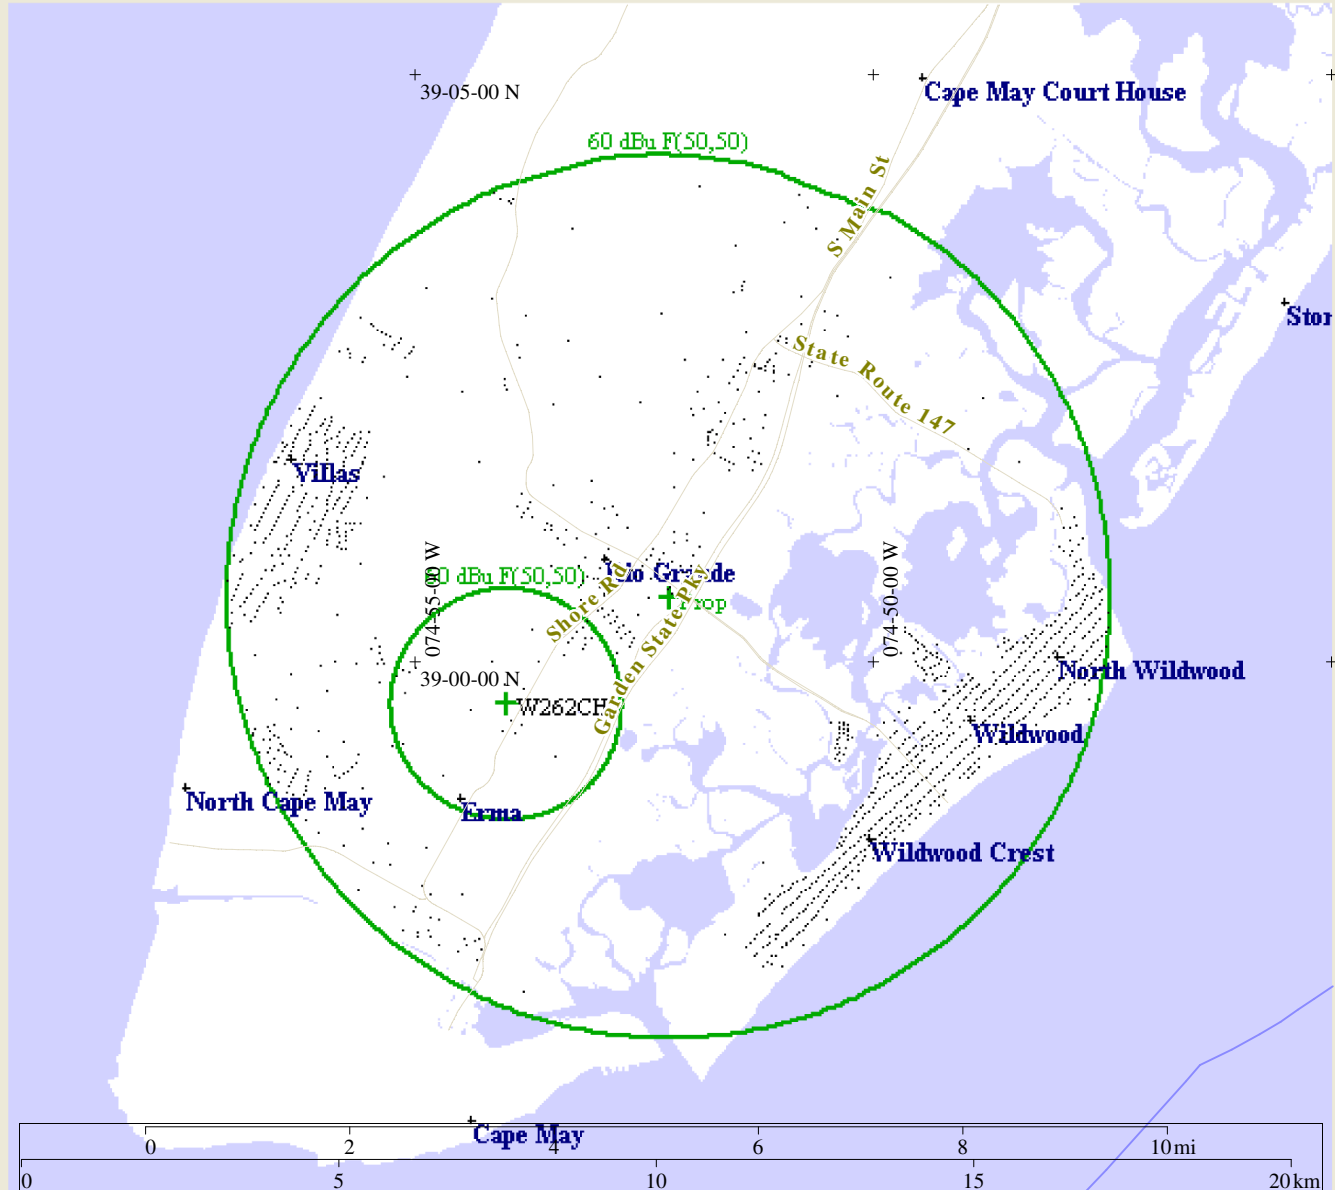 39-05-00 N
Cape May Court House
60 dBu F(50,50)
S Main St
Stor
State Route 147
Villas
074-55-00 W
074-50-00 W
Rio Grande
dBu F(50,50)
Prop
Shore Rd
Garden State Pky
39-00-00 N
North Wildwood
W262CH
Wildwood
North Cape May
Erma
Wildwood Crest
Cape May
0 2 4 6 8 10 mi
0 5 10 15 20 km